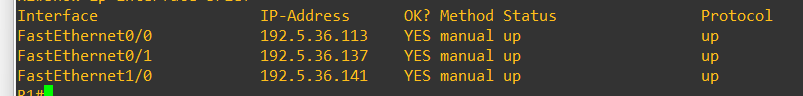 Interface IP-Address OK? Method Status Protocol
FastEthernet0/0 192.5.36.113 YES manual up up
FastEthernet0/1 192.5.36.137 YES manual up up
FastEthernet1/0 192.5.36.141 YES manual up up
R1#